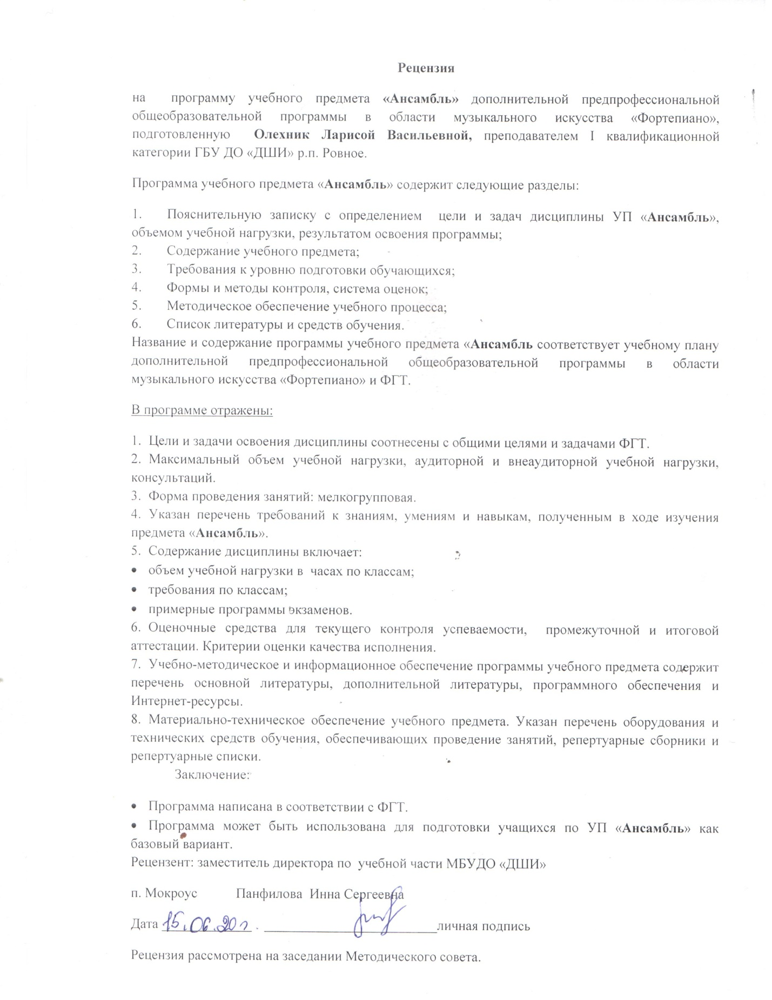 Рецензия
на программу учебного предмета «Ансамбль» дополнительной предпрофессиональной
общеобразовательной программы в области музыкального искусства «Фортепиано»,
подготовленную Олехник Ларисой Васильевной, преподавателем I квалификационной
категории ГБУ ДО «ДШИ» р.п. Ровное.
Программа учебного предмета «Ансамбль» содержит следующие разделы:
1. Пояснительную записку с определением цели и задач дисциплины УП «Ансамбль»,
объемом учебной нагрузки, результатом освоения программы;
2. Содержание учебного предмета;
3. Требования к уровню подготовки обучающихся;
4. Формы и методы контроля, система оценок;
5. Методическое обеспечение учебного процесса;
6. Список литературы и средств обучения.
Название и содержание программы учебного предмета «Ансамбль соответствует учебному плану
дополнительной предпрофессиональной общеобразовательной программы в области
музыкального искусства «Фортепиано» и ФГТ.
В программе отражены:
1. Цели и задачи освоения дисциплины соотнесены с общими целями и задачами ФГТ.
2. Максимальный объем учебной нагрузки, аудиторной и внеаудиторной учебной нагрузки,
консультаций.
3. Форма проведения занятий: мелкогрупповая.
4. Указан перечень требований к знаниям, умениям и навыкам, полученным в ходе изучения
предмета «Ансамбль».
5. Содержание дисциплины включает:
• объем учебной нагрузки в часах по классам;
• требования по классам;
• примерные программы экзаменов.
6. Оценочные средства для текущего контроля успеваемости, промежуточной и итоговой
аттестации. Критерии оценки качества исполнения.
7. Учебно-методическое и информационное обеспечение программы учебного предмета содержит
перечень основной литературы, дополнительной литературы, программного обеспечения и
Интернет-ресурсы.
8. Материально-техническое обеспечение учебного предмета. Указан перечень оборудования и
технических средств обучения, обеспечивающих проведение занятий, репертуарные сборники и
репертуарные списки.
Заключение:
• Программа написана в соответствии с ФГТ.
• Программа может быть использована для подготовки учащихся по УП «Ансамбль» как
базовый вариант.
Рецензент: заместитель директора по учебной части МБУДО «ДШИ»
п. Мокроус Панфилова Инна Сергеевна
Дата 15.06.20 г. личная подпись
Рецензия рассмотрена на заседании Методического совета.